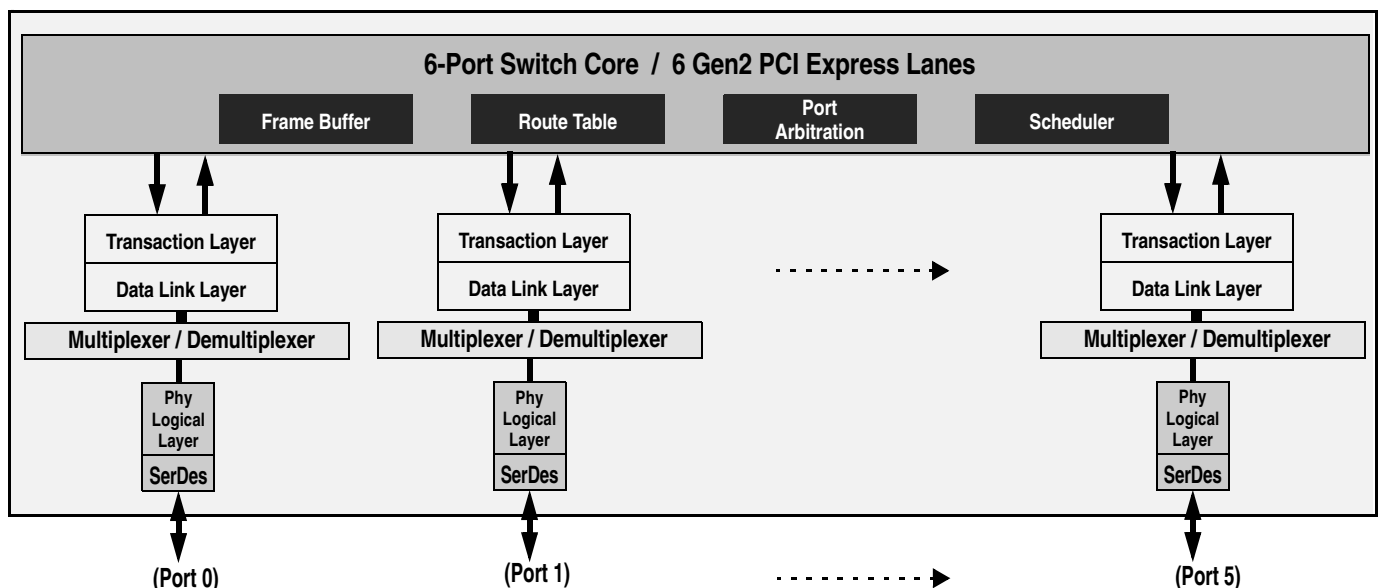 6-Port Switch Core / 6 Gen2 PCI Express Lanes
Frame Buffer
Route Table
Port
Arbitration
Scheduler
Transaction Layer
Data Link Layer
Multiplexer / Demultiplexer
Phy
Logical
Layer
SerDes
(Port 0)
Transaction Layer
Data Link Layer
Multiplexer / Demultiplexer
Phy
Logical
Layer
SerDes
(Port 1)
Transaction Layer
Data Link Layer
Multiplexer / Demultiplexer
Phy
Logical
Layer
SerDes
(Port 5)